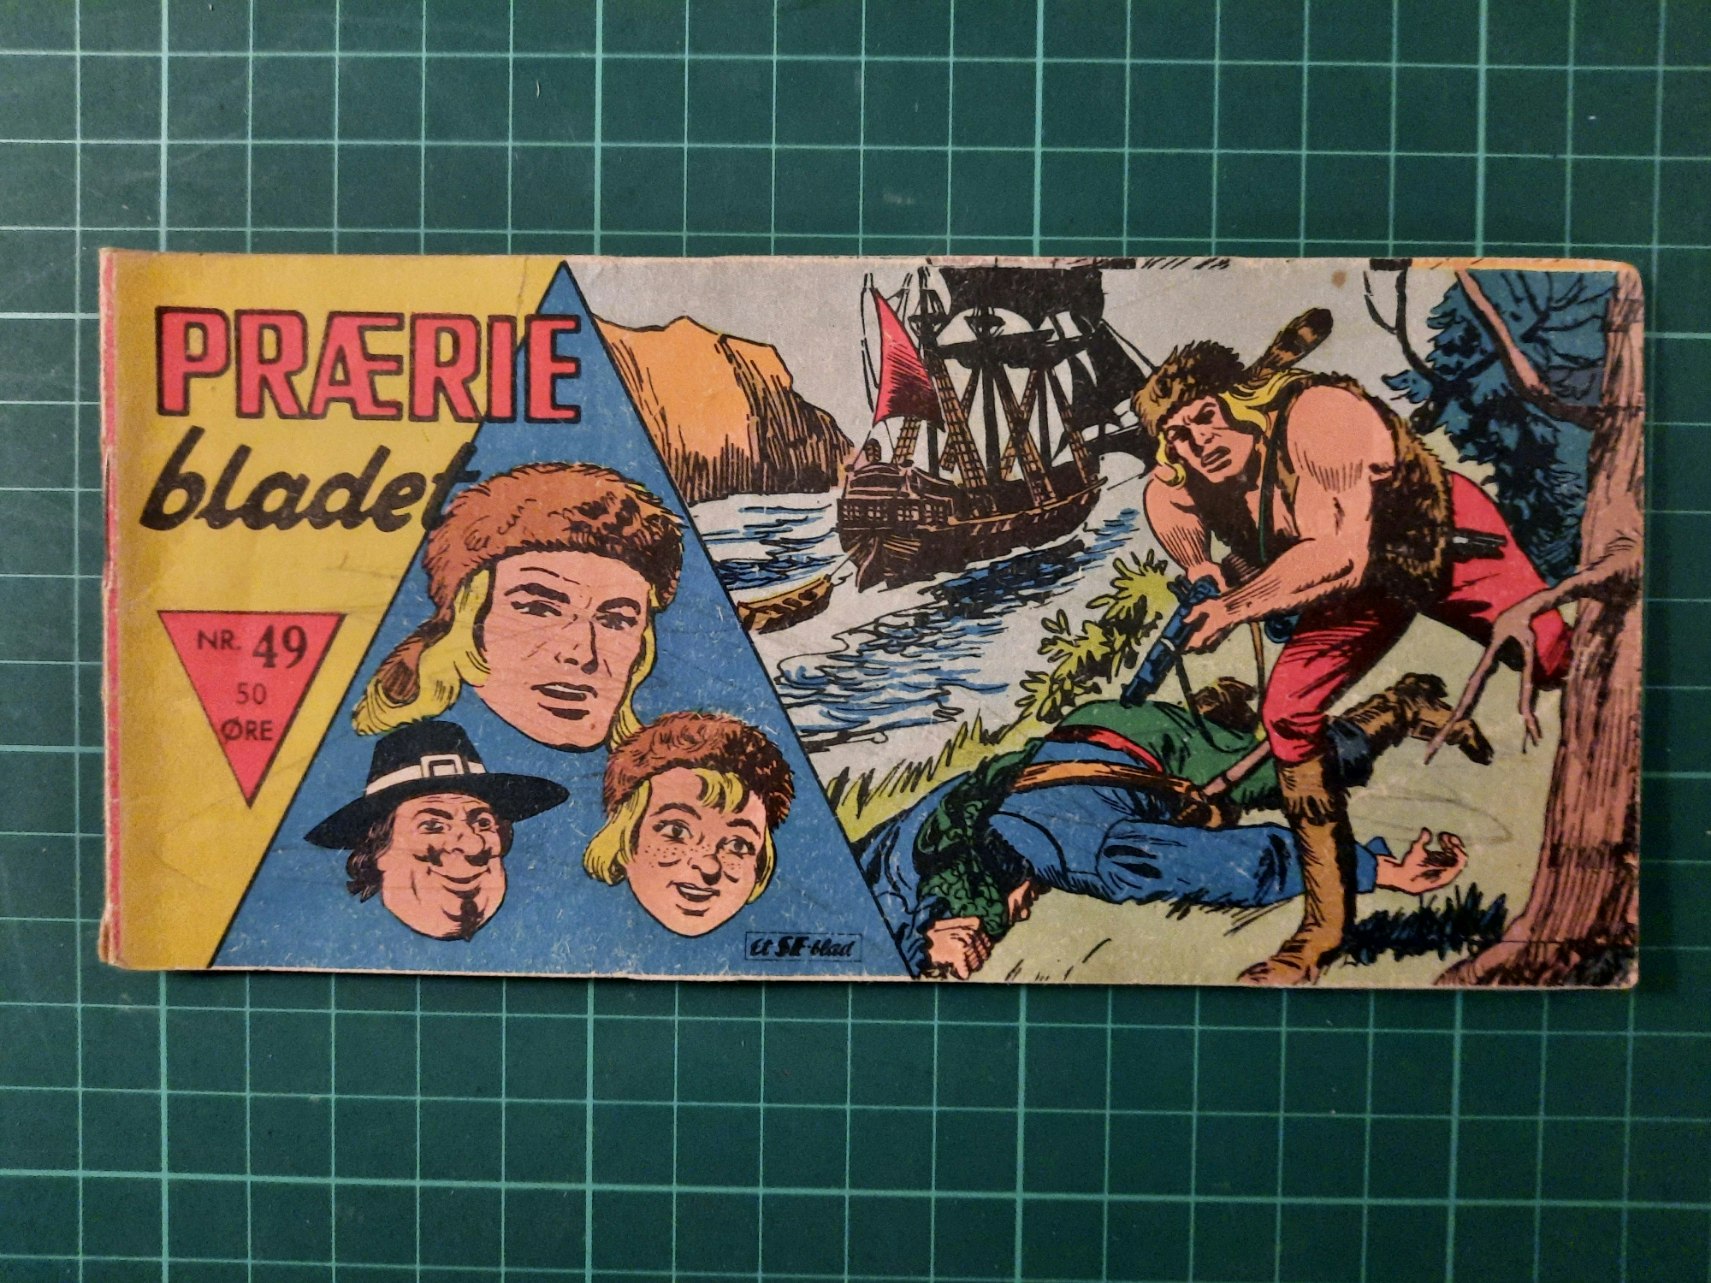 PRÆRIE
bladet
NR. 49
50
ØRE
Et SE-blad